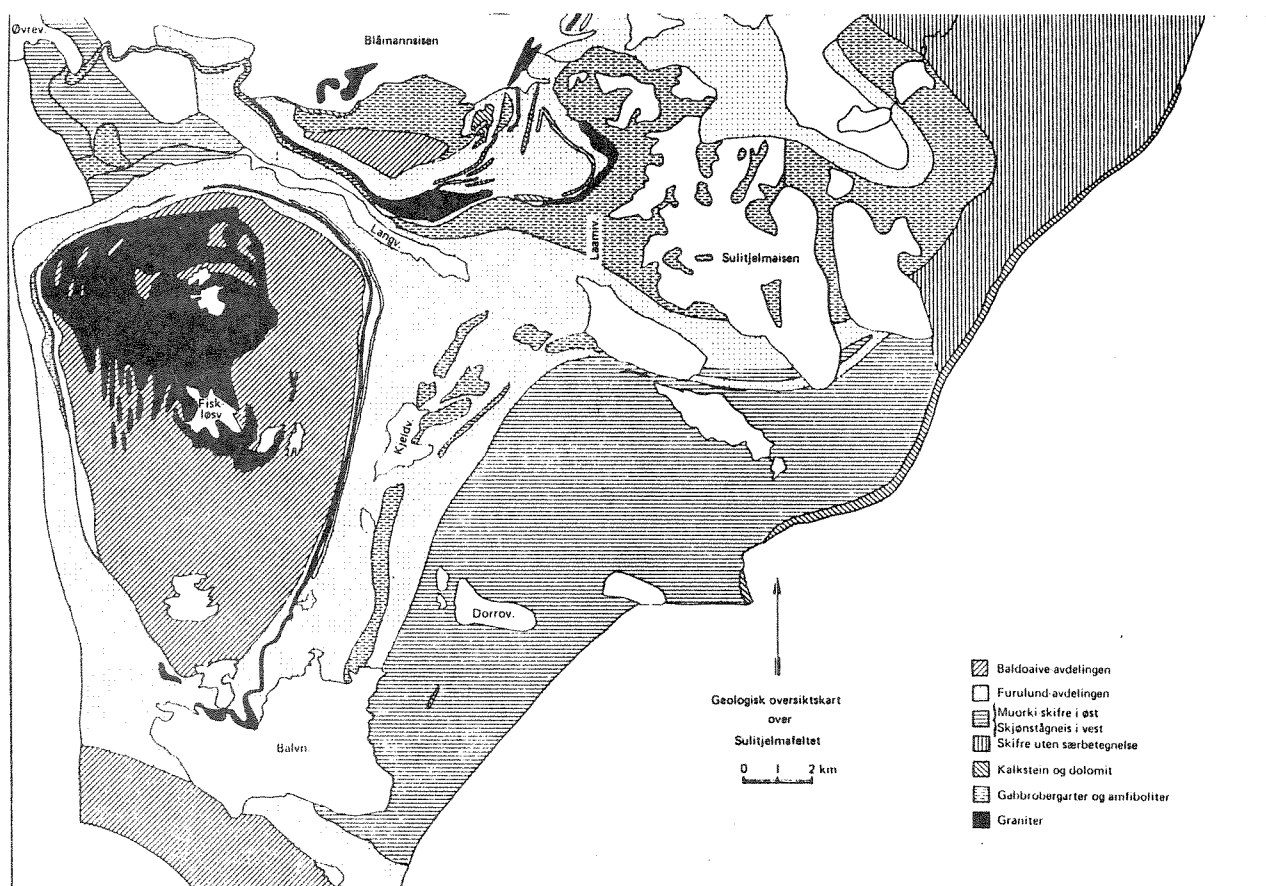 Øvrev.
Blåmannsisen
Langv.
Laamiv.
Sulitjelmaisen
Fisk
løsv
Kjeldv.
Dorrov.
Balvn.
Geologisk oversiktskart
over
Sulitjelmafeltet
0 1 2 km
Baldoaive-avdelingen
Furulund-avdelingen
Muorki skifre i øst
Skjønstågneis i vest
Skifre uten særbetegnelse
Kalkstein og dolomit
Gabbrobergarter og amfiboliter
Graniter